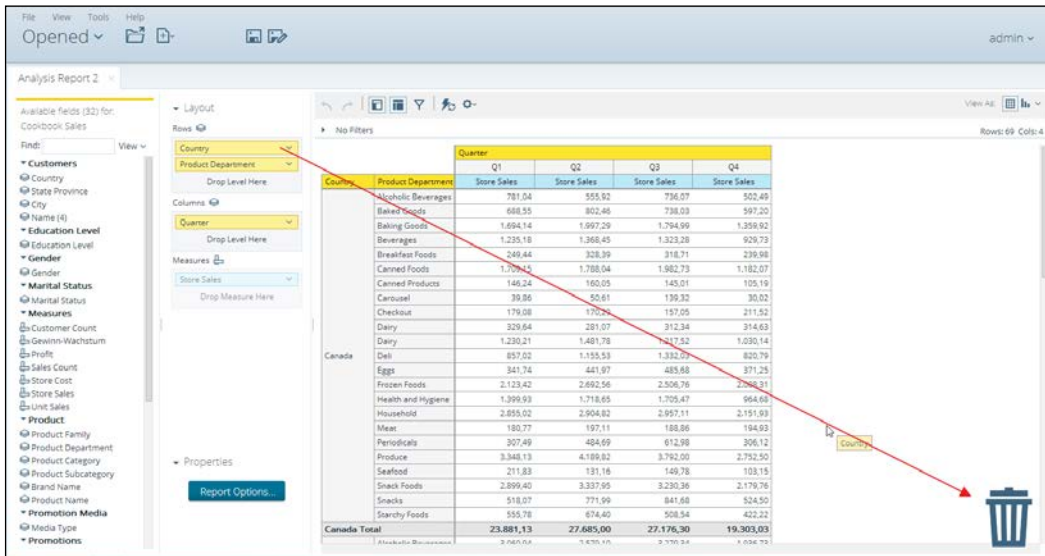 File View Tools Help
Opened
admin
Analysis Report 2
Available fields (32) for:
Cookbook Sales
Find: View
Customers
Country
State Province
City
Name (4)
Education Level
Education Level
Gender
Gender
Marital Status
Marital Status
Measures
Customer Count
Gewinn-Wachstum
Profit
Sales Count
Store Cost
Store Sales
Unit Sales
Product
Product Family
Product Department
Product Category
Product Subcategory
Brand Name
Product Name
Promotion Media
Media Type
Promotions
Layout
Rows
Country
Product Department
Drop Level Here
Columns
Quarter
Drop Level Here
Measures
Store Sales
Drop Measure Here
Properties
Report Options...
View As:
No Filters
Rows: 69 Cols: 4
Quarter
Q1 Q2 Q3 Q4
Country Product Department Store Sales Store Sales Store Sales Store Sales
Alcoholic Beverages 781,04 555,92 736,07 502,49
Baked Goods 688,55 802,46 738,03 597,20
Baking Goods 1.694,14 1.997,29 1.794,99 1.359,92
Beverages 1.235,18 1.368,45 1.323,28 929,73
Breakfast Foods 249,44 328,39 318,71 239,98
Canned Foods 1.709,15 1.788,04 1.982,73 1.182,07
Canned Products 146,24 160,05 145,01 105,19
Carousel 39,86 50,61 139,32 30,02
Checkout 179,08 170,29 157,05 211,52
Dairy 329,64 281,07 312,34 314,63
Dairy 1.230,21 1.481,78 1.217,52 1.030,14
Canada Deli 857,02 1.155,53 1.332,03 820,79
Eggs 341,74 441,97 485,68 371,25
Frozen Foods 2.123,42 2.692,56 2.506,76 2.088,31
Health and Hygiene 1.399,93 1.718,65 1.705,47 964,68
Household 2.855,02 2.904,82 2.957,11 2.151,93
Meat 180,77 197,11 188,86 194,93
Periodicals 307,49 484,69 612,98 306,12
Country
Produce 3.348,13 4.189,82 3.792,00 2.752,50
Seafood 211,83 131,16 149,78 103,15
Snack Foods 2.899,40 3.337,95 3.230,36 2.179,76
Snacks 518,07 771,99 841,68 524,50
Starchy Foods 555,78 674,40 508,54 422,22
Canada Total 23.881,13 27.685,00 27.176,30 19.303,03